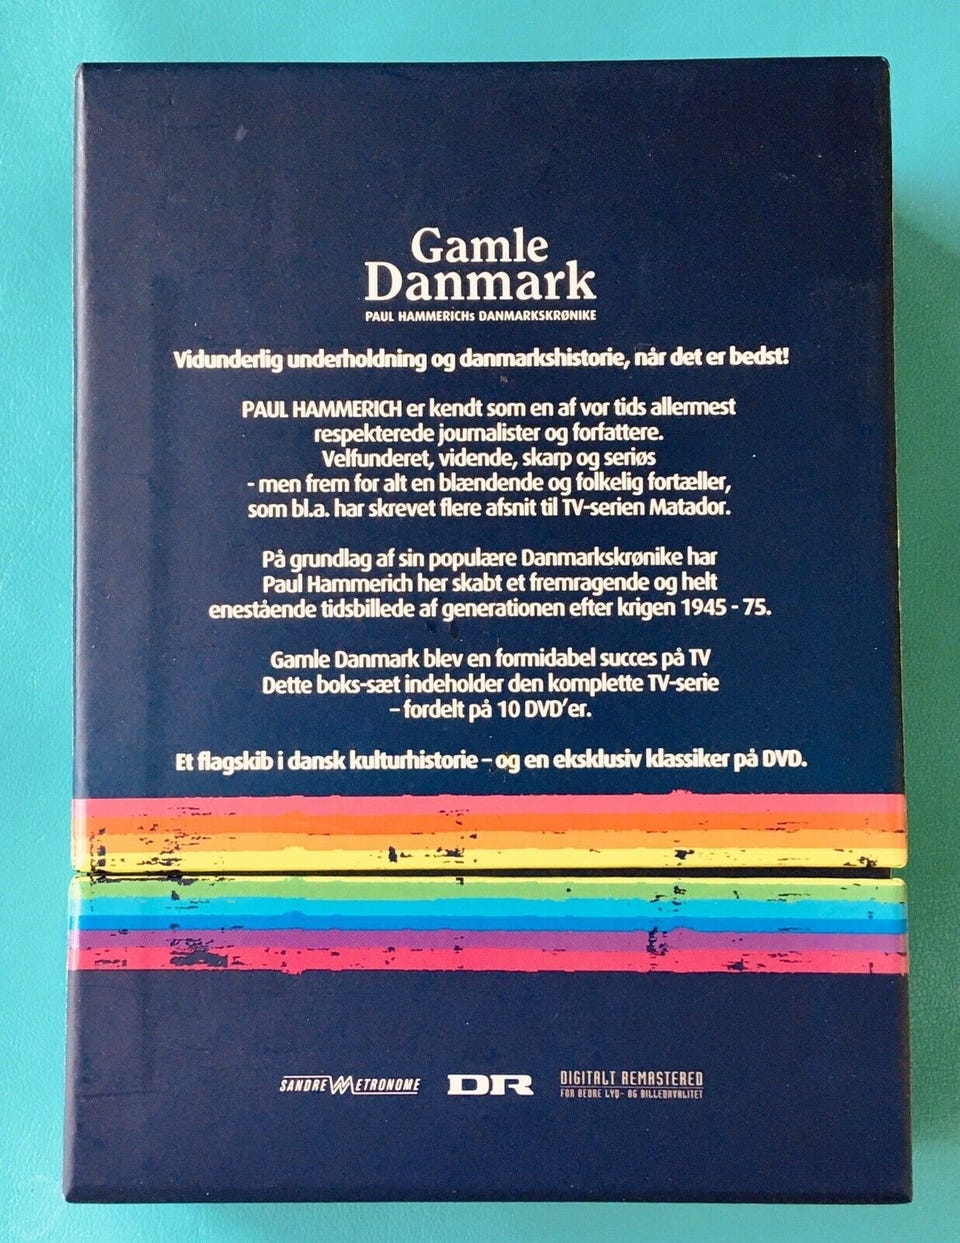 Gamle
Danmark
PAUL HAMMERICHs DANMARKSKRØNIKE
Vidunderlig underholdning og danmarkshistorie, når det er bedst!
PAUL HAMMERICH er kendt som en af vor tids allermest
respekterede journalister og forfattere.
Velfunderet, vidende, skarp og seriøs
- men frem for alt en blændende og folkelig fortæller,
som bl.a. har skrevet flere afsnit til TV-serien Matador.
På grundlag af sin populære Danmarkskrønike har
Paul Hammerich her skabt et fremragende og helt
enestående tidsbillede af generationen efter krigen 1945 - 75.
Gamle Danmark blev en formidabel succes på TV
Dette boks-sæt indeholder den komplette TV-serie
– fordelt på 10 DVD'er.
Et flagskib i dansk kulturhistorie – og en eksklusiv klassiker på DVD.
SANDREW METRONOME DR DIGITALT REMASTERED
FOR BEDRE LYD- OG BILLEDKVALITET